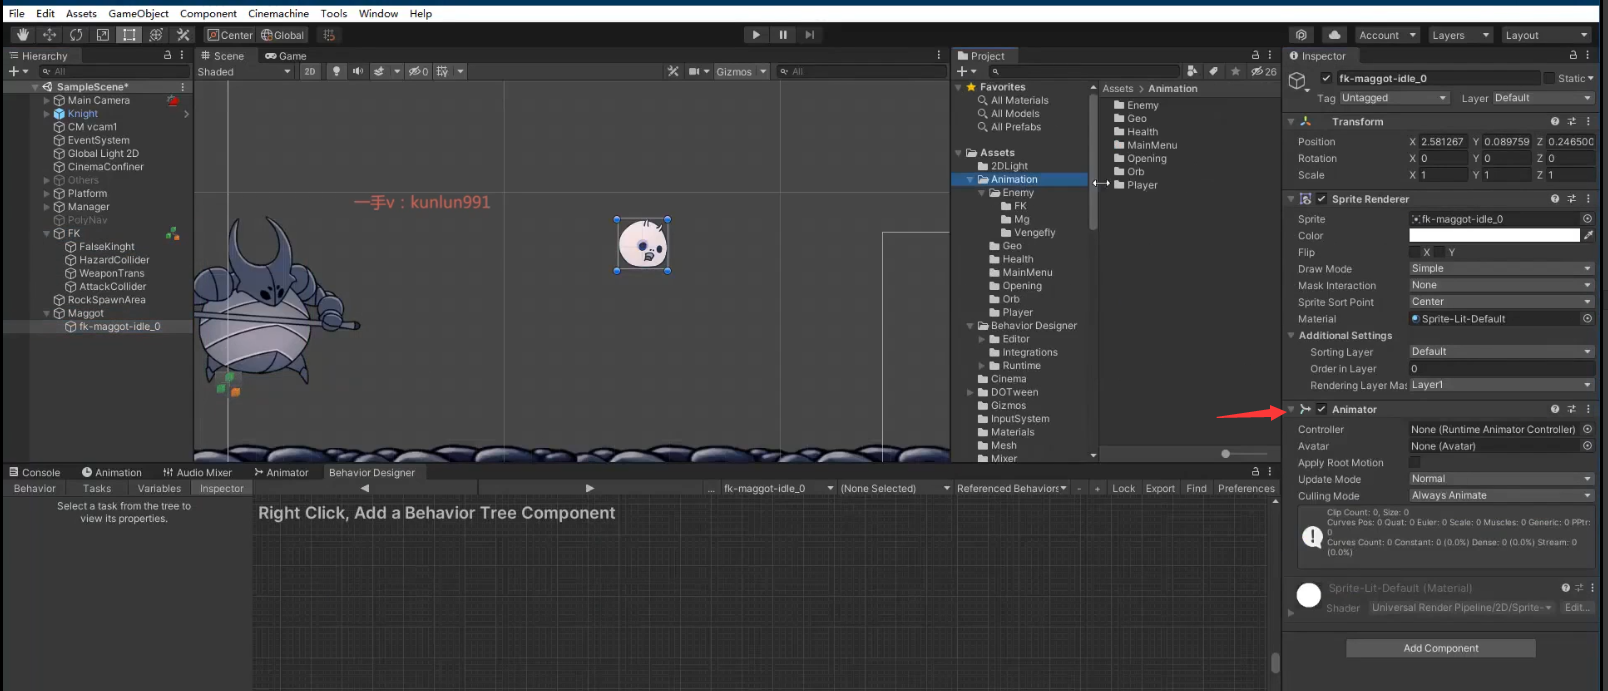 File Edit Assets GameObject Component Cinemachine Tools Window Help
Center Global
Account Layers Layout
Hierarchy
All
SampleScene*
Main Camera
Knight
CM vcam1
EventSystem
Global Light 2D
CinemaConfiner
Others
Platform
Manager
PolyNav
FK
FalseKinght
HazardCollider
WeaponTrans
AttackCollider
RockSpawnArea
Maggot
fk-maggot-idle_0
Scene Game
Shaded 2D 0 Gizmos All
一手v：kunlun991
Project
26
Favorites
All Materials
All Models
All Prefabs
Assets
2DLight
Animation
Enemy
FK
Mg
Vengefly
Geo
Health
MainMenu
Opening
Orb
Player
Behavior Designer
Editor
Integrations
Runtime
Cinema
DOTween
Gizmos
InputSystem
Materials
Mesh
Mixer
Assets > Animation
Enemy
Geo
Health
MainMenu
Opening
Orb
Player
Inspector
fk-maggot-idle_0 Static
Tag Untagged Layer Default
Transform
Position X 2.581267 Y 0.089759 Z 0.246500
Rotation X 0 Y 0 Z 0
Scale X 1 Y 1 Z 1
Sprite Renderer
Sprite fk-maggot-idle_0
Color
Flip X Y
Draw Mode Simple
Mask Interaction None
Sprite Sort Point Center
Material Sprite-Lit-Default
Additional Settings
Sorting Layer Default
Order in Layer 0
Rendering Layer Mas Layer1
Animator
Controller None (Runtime Animator Controller)
Avatar None (Avatar)
Apply Root Motion
Update Mode Normal
Culling Mode Always Animate
Clip Count: 0, Size: 0
Curves Pos: 0 Quat: 0 Euler: 0 Scale: 0 Muscles: 0 Generic: 0 PPtr:
0
Curves Count: 0 Constant: 0 (0.0%) Dense: 0 (0.0%) Stream: 0
(0.0%)
Sprite-Lit-Default (Material)
Shader Universal Render Pipeline/2D/Sprite- Edit...
Add Component
Console Animation Audio Mixer Animator Behavior Designer
Behavior Tasks Variables Inspector
... fk-maggot-idle_0 (None Selected) Referenced Behaviors - + Lock Export Find Preferences
Select a task from the tree to
view its properties.
Right Click, Add a Behavior Tree Component